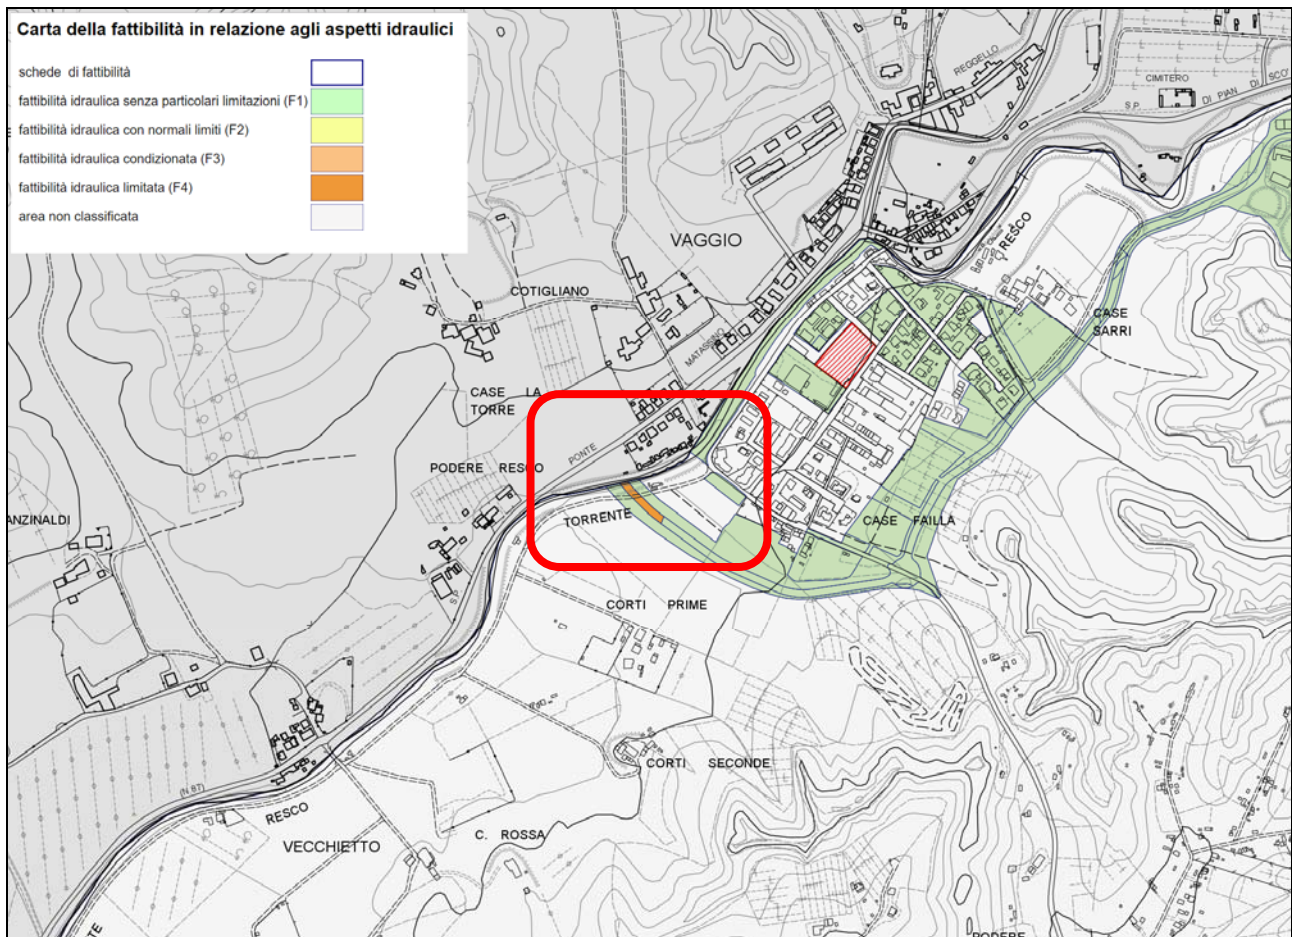 Carta della fattibilità in relazione agli aspetti idraulici
schede di fattibilità
fattibilità idraulica senza particolari limitazioni (F1)
fattibilità idraulica con normali limiti (F2)
fattibilità idraulica condizionata (F3)
fattibilità idraulica limitata (F4)
area non classificata
REGGELLO
CIMITERO
S.P. DI PIAN DI SCO'
VAGGIO
RESCO
COTIGLIANO
CASE
SARRI
MATASSINO
CASE LA
TORRE
PONTE
PODERE RESCO
ANZINALDI
TORRENTE
CASE FAILLA
S.P.
CORTI PRIME
CORTI SECONDE
(N.87)
RESCO
C. ROSSA
VECCHIETTO
PODERE